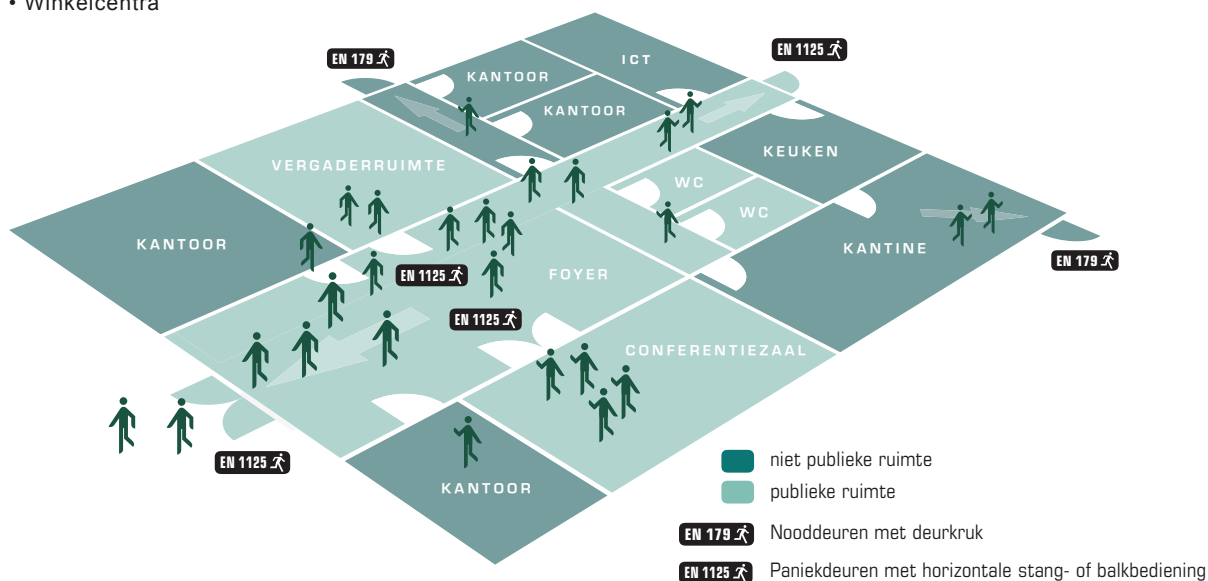 • Winkelcentra
EN 179
EN 1125
ICT
KANTOOR
KANTOOR
KEUKEN
VERGADERRUIMTE
WC
WC
KANTOOR
KANTINE
EN 179
EN 1125
FOYER
EN 1125
CONFERENTIEZAAL
EN 1125
KANTOOR
niet publieke ruimte
publieke ruimte
EN 179 Nooddeuren met deurkruk
EN 1125 Paniekdeuren met horizontale stang- of balkbediening